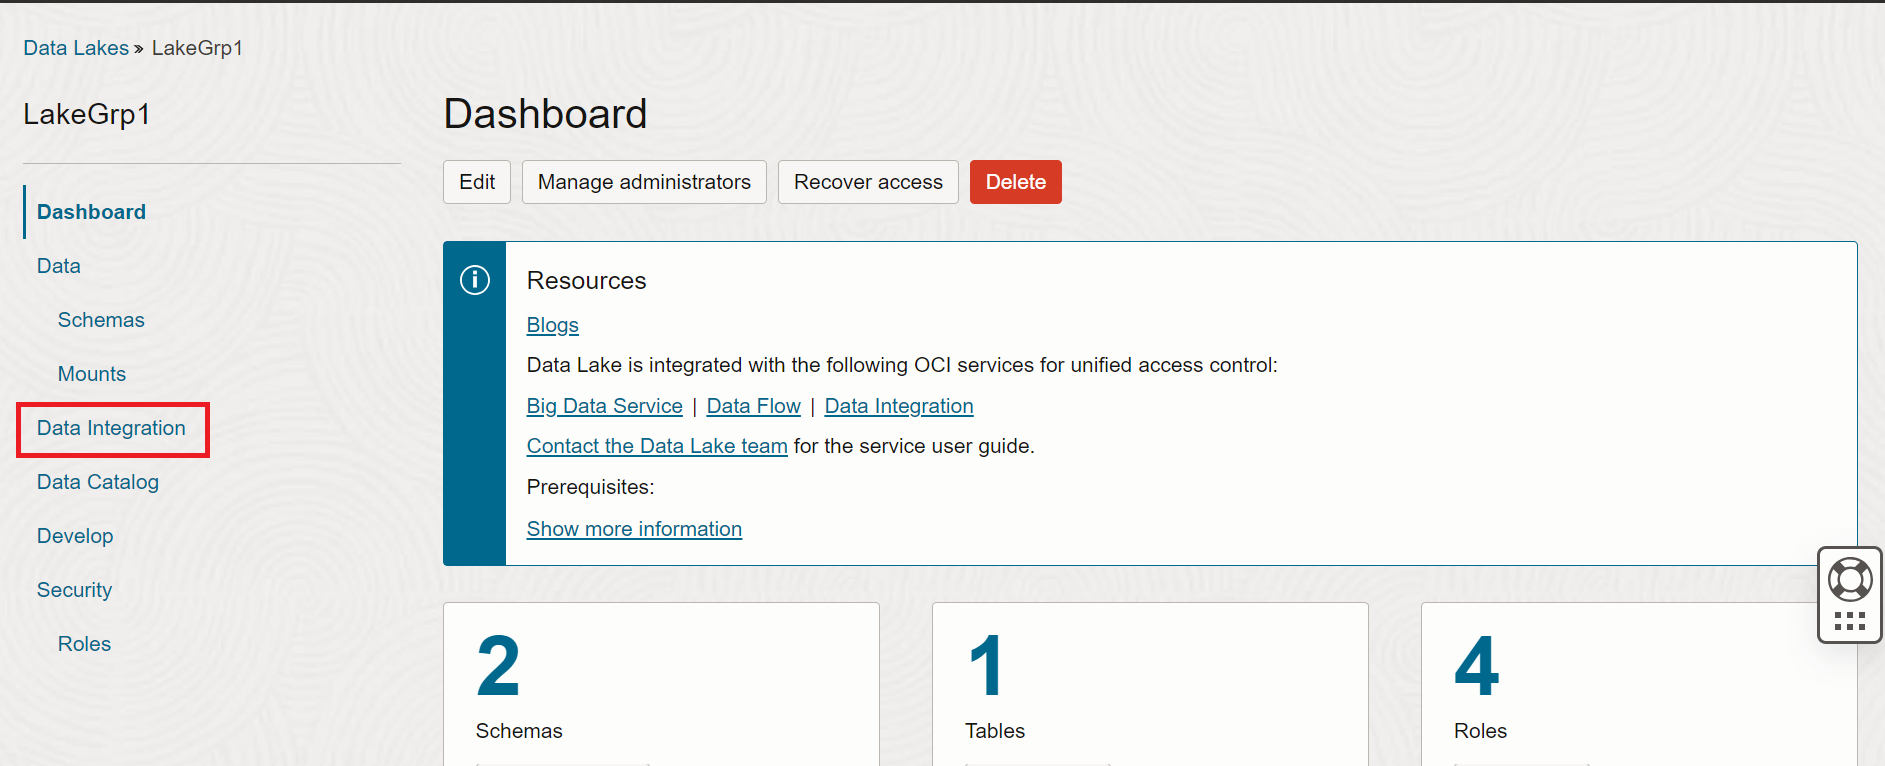 Data Lakes » LakeGrp1
LakeGrp1
Dashboard
Data
Schemas
Mounts
Data Integration
Data Catalog
Develop
Security
Roles
Dashboard
Edit Manage administrators Recover access Delete
Resources
Blogs
Data Lake is integrated with the following OCI services for unified access control:
Big Data Service | Data Flow | Data Integration
Contact the Data Lake team for the service user guide.
Prerequisites:
Show more information
2
Schemas
1
Tables
4
Roles